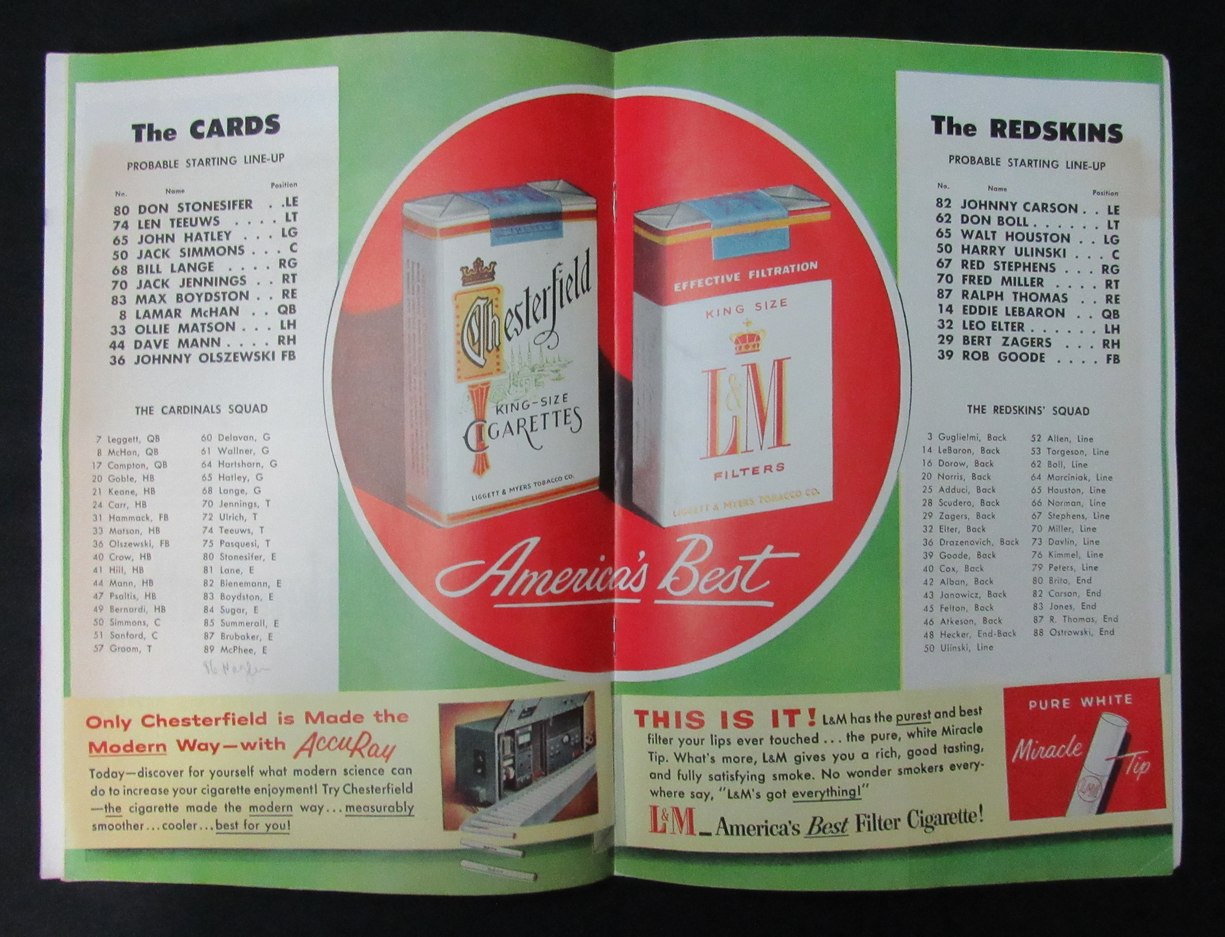 The CARDS
PROBABLE STARTING LINE-UP
No. Name Position
80 DON STONESIFER . .LE
74 LEN TEEUWS . . . . LT
65 JOHN HATLEY . . . LG
50 JACK SIMMONS . . . C
68 BILL LANGE . . . . RG
70 JACK JENNINGS . . RT
83 MAX BOYDSTON . . RE
8 LAMAR McHAN . . QB
33 OLLIE MATSON . . . LH
44 DAVE MANN . . . . RH
36 JOHNNY OLSZEWSKI FB
THE CARDINALS SQUAD
7 Leggett, QB
8 McHan, QB
17 Compton, QB
20 Goble, HB
21 Keane, HB
24 Carr, HB
31 Hammack, FB
33 Matson, HB
36 Olszewski, FB
40 Crow, HB
41 Hill, HB
44 Mann, HB
47 Psaltis, HB
49 Bernardi, HB
50 Simmons, C
51 Sanford, C
57 Groom, T
60 Delavan, G
61 Wallner, G
64 Hartshorn, G
65 Hatley, G
68 Lange, G
70 Jennings, T
72 Ulrich, T
74 Teeuws, T
75 Pasquesi, T
80 Stonesifer, E
81 Lane, E
82 Bienemann, E
83 Boydston, E
84 Sugar, E
85 Summerall, E
87 Brubaker, E
89 McPhee, E
Chesterfield
KING-SIZE
CIGARETTES
LIGGETT & MYERS TOBACCO CO.
EFFECTIVE FILTRATION
KING SIZE
L&M
FILTERS
LIGGETT & MYERS TOBACCO CO.
America's Best
The REDSKINS
PROBABLE STARTING LINE-UP
No. Name Position
82 JOHNNY CARSON . . LE
62 DON BOLL . . . . . LT
65 WALT HOUSTON . . LG
50 HARRY ULINSKI . . . C
67 RED STEPHENS . . . RG
70 FRED MILLER . . . . RT
87 RALPH THOMAS . . RE
14 EDDIE LEBARON . . QB
32 LEO ELTER . . . . . . LH
29 BERT ZAGERS . . . RH
39 ROB GOODE . . . . FB
THE REDSKINS' SQUAD
3 Guglielmi, Back
14 LeBaron, Back
16 Dorow, Back
20 Norris, Back
25 Adduci, Back
28 Scudero, Back
29 Zagers, Back
32 Elter, Back
36 Drazenovich, Back
39 Goode, Back
40 Cox, Back
42 Alban, Back
43 Janowicz, Back
45 Felton, Back
46 Atkeson, Back
48 Hecker, End-Back
50 Ulinski, Line
52 Allen, Line
53 Torgeson, Line
62 Boll, Line
64 Marciniak, Line
65 Houston, Line
66 Norman, Line
67 Stephens, Line
70 Miller, Line
73 Davlin, Line
76 Kimmel, Line
79 Peters, Line
80 Brito, End
82 Carson, End
83 Jones, End
87 R. Thomas, End
88 Ostrowski, End
Only Chesterfield is Made the
Modern Way—with AccuRay
Today—discover for yourself what modern science can
do to increase your cigarette enjoyment! Try Chesterfield
—the cigarette made the modern way...measurably
smoother...cooler...best for you!
THIS IS IT! L&M has the purest and best
filter your lips ever touched...the pure, white Miracle
Tip. What's more, L&M gives you a rich, good tasting,
and fully satisfying smoke. No wonder smokers every-
where say, "L&M's got everything!"
L&M—America's Best Filter Cigarette!
PURE WHITE
Miracle Tip
L&M